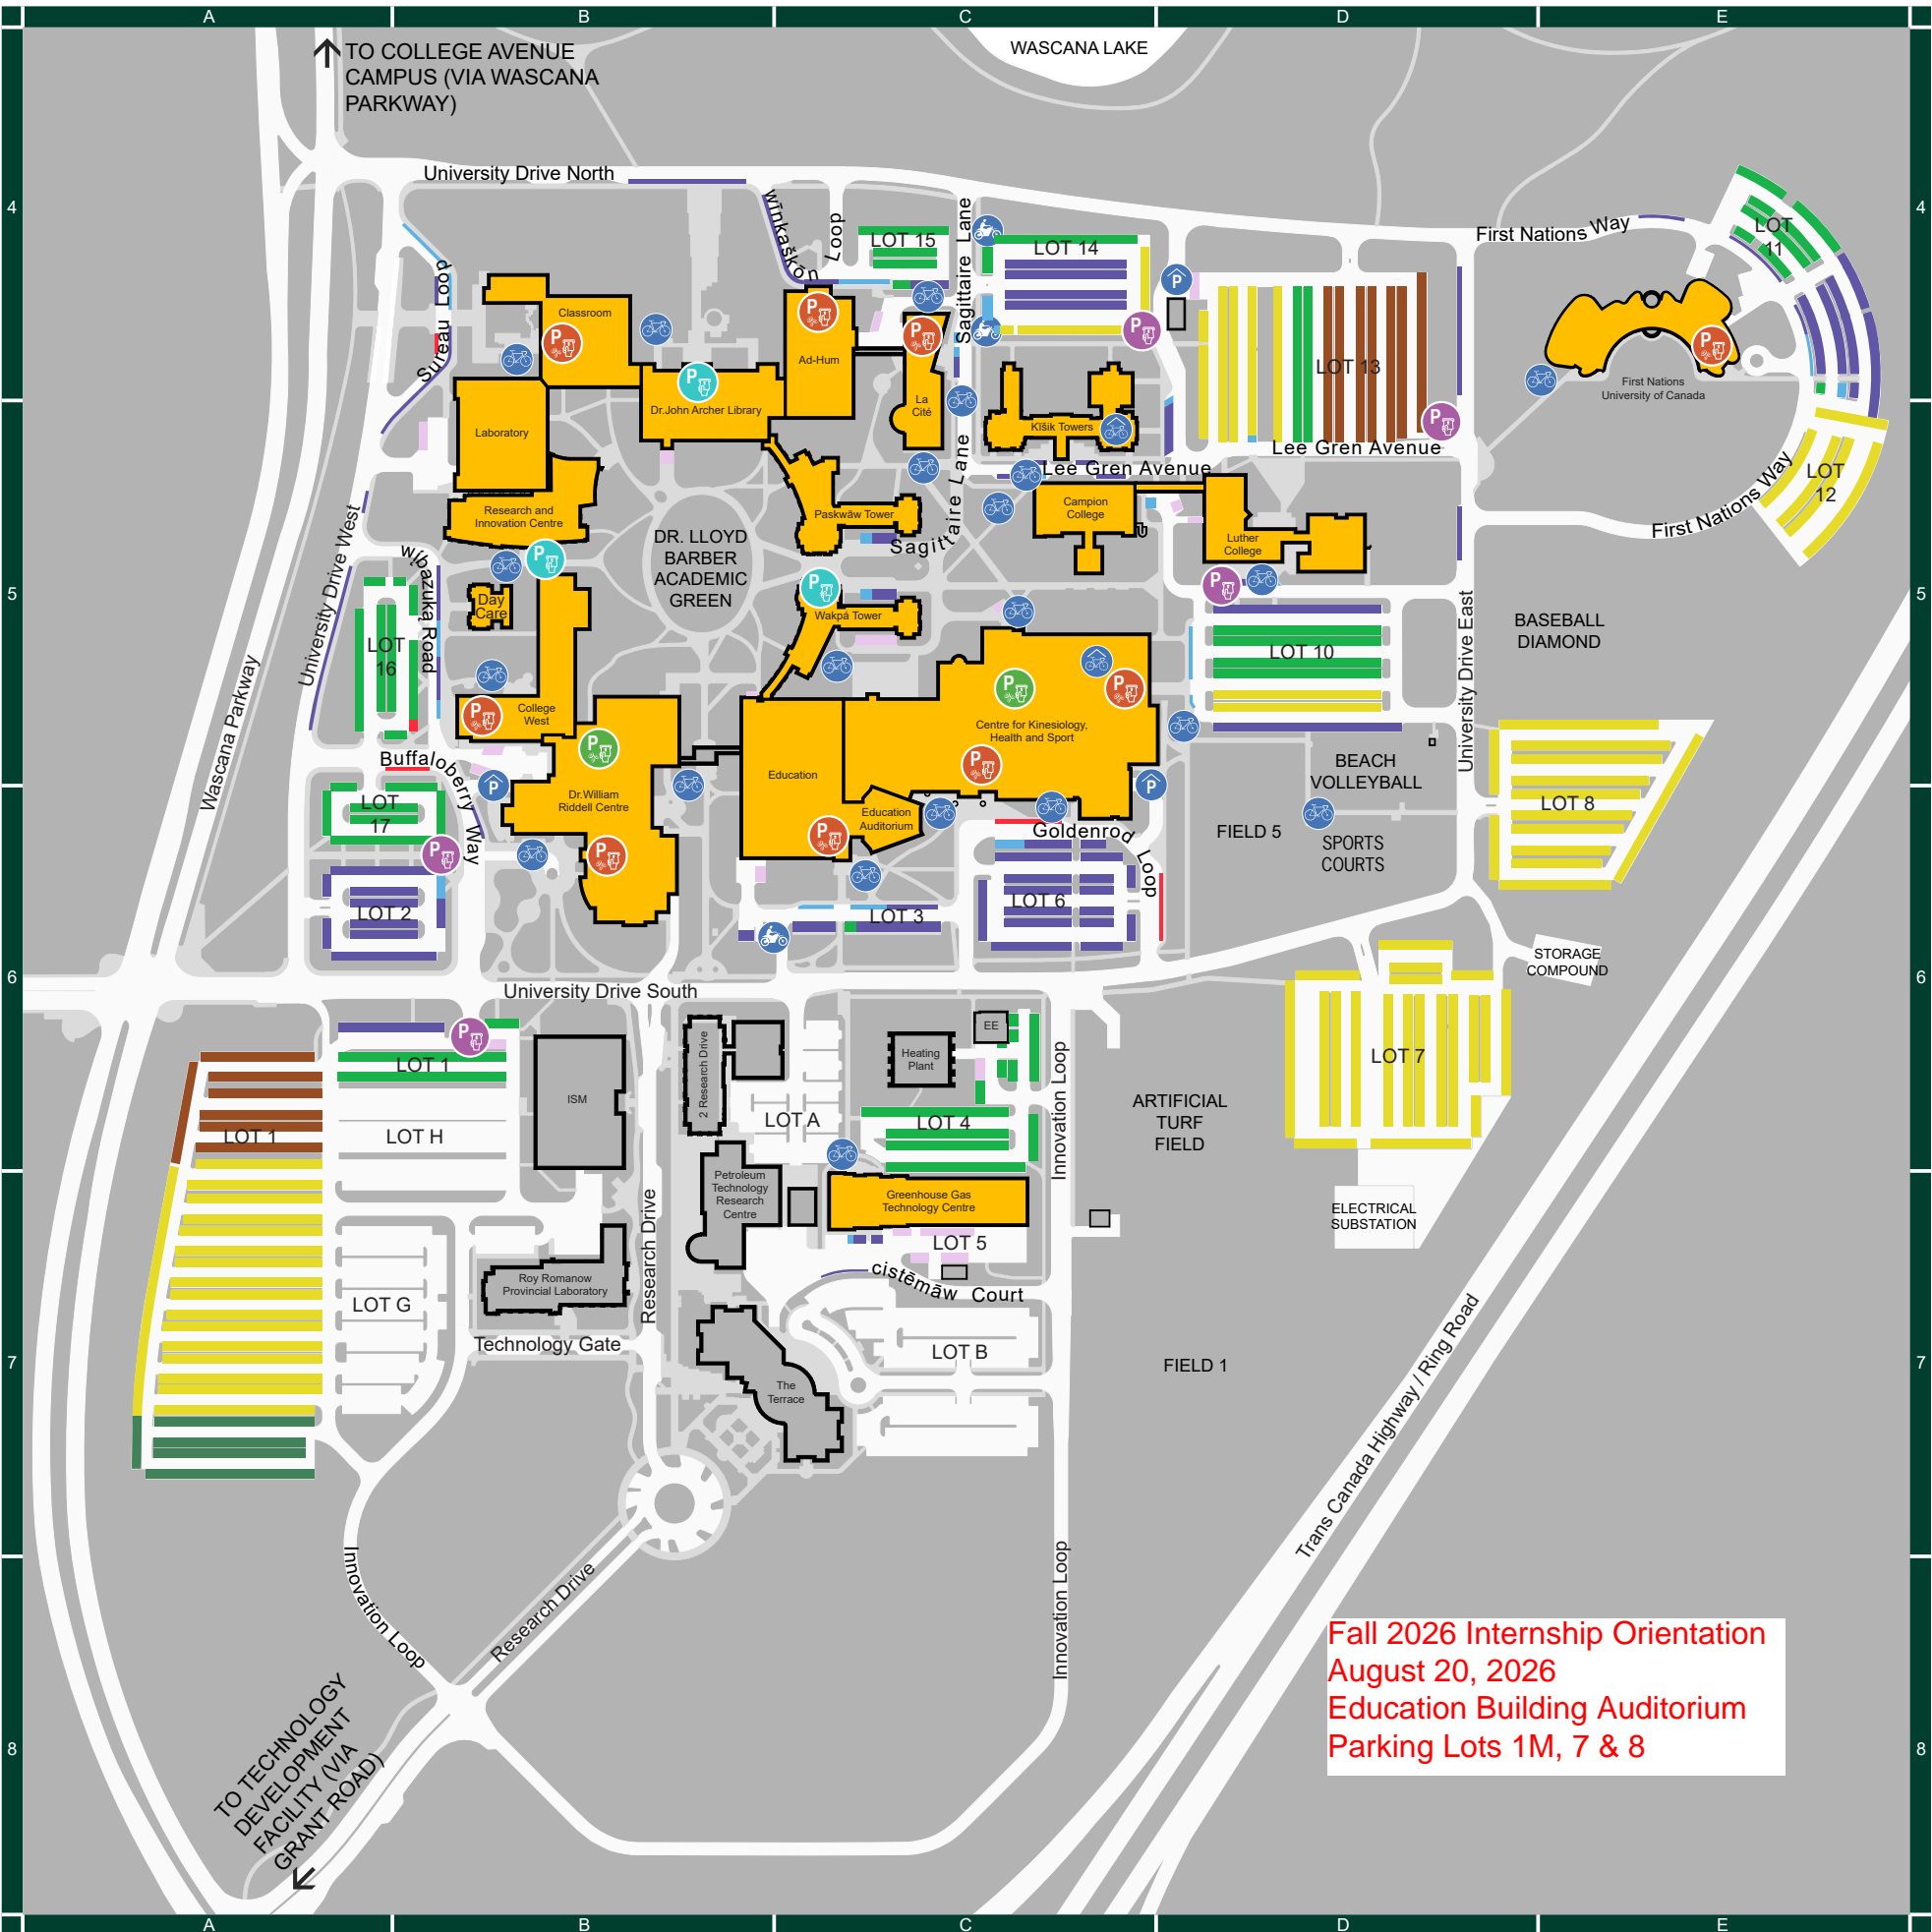 A B C D E
TO COLLEGE AVENUE
CAMPUS (VIA WASCANA
PARKWAY)
WASCANA LAKE
University Drive North
4
4
wīnkaškón
Loop
LOT 15
Sagittaire Lane
LOT 14
First Nations Way
LOT
11
Sureau Loop
Classroom
P
P
P
P
P
P
P
Ad-Hum
LOT 13
First Nations
University of Canada
Dr.John Archer Library
La
Cité
Laboratory
Kīšik Towers
P
Lee Gren Avenue
Lee Gren Avenue
LOT
12
Research and
Innovation Centre
Paskwāw Tower
Sagittaire Lane
Campion
College
Luther
College
First Nations Way
University Drive West
wípazuka Road
P
DR. LLOYD
BARBER
ACADEMIC
GREEN
P
P
5
5
Day
Care
Wakpá Tower
LOT
16
BASEBALL
DIAMOND
LOT 10
University Drive East
Wascana Parkway
P
College
West
P
P
P
Centre for Kinesiology,
Health and Sport
P
Buffaloberry Way
Education
BEACH
VOLLEYBALL
P
P
LOT
17
Dr.William
Riddell Centre
Education
Auditorium
LOT 8
Goldenrod Loop
FIELD 5
SPORTS
COURTS
P
P
P
LOT 2
LOT 3
LOT 6
STORAGE
COMPOUND
6
6
University Drive South
P
LOT 1
2 Research Drive
Heating
Plant
EE
Innovation Loop
LOT 7
ISM
LOT A
LOT 4
ARTIFICIAL
TURF
FIELD
LOT 1
LOT H
Petroleum
Technology
Research
Centre
Greenhouse Gas
Technology Centre
ELECTRICAL
SUBSTATION
Research Drive
LOT 5
Roy Romanow
Provincial Laboratory
cistēmāw Court
LOT G
Technology Gate
LOT B
7
7
FIELD 1
The
Terrace
Trans Canada Highway / Ring Road
Innovation Loop
Research Drive
Innovation Loop
Fall 2026 Internship Orientation
August 20, 2026
Education Building Auditorium
Parking Lots 1M, 7 & 8
8
8
TO TECHNOLOGY
DEVELOPMENT
FACILITY (VIA
GRANT ROAD)
A B C D E